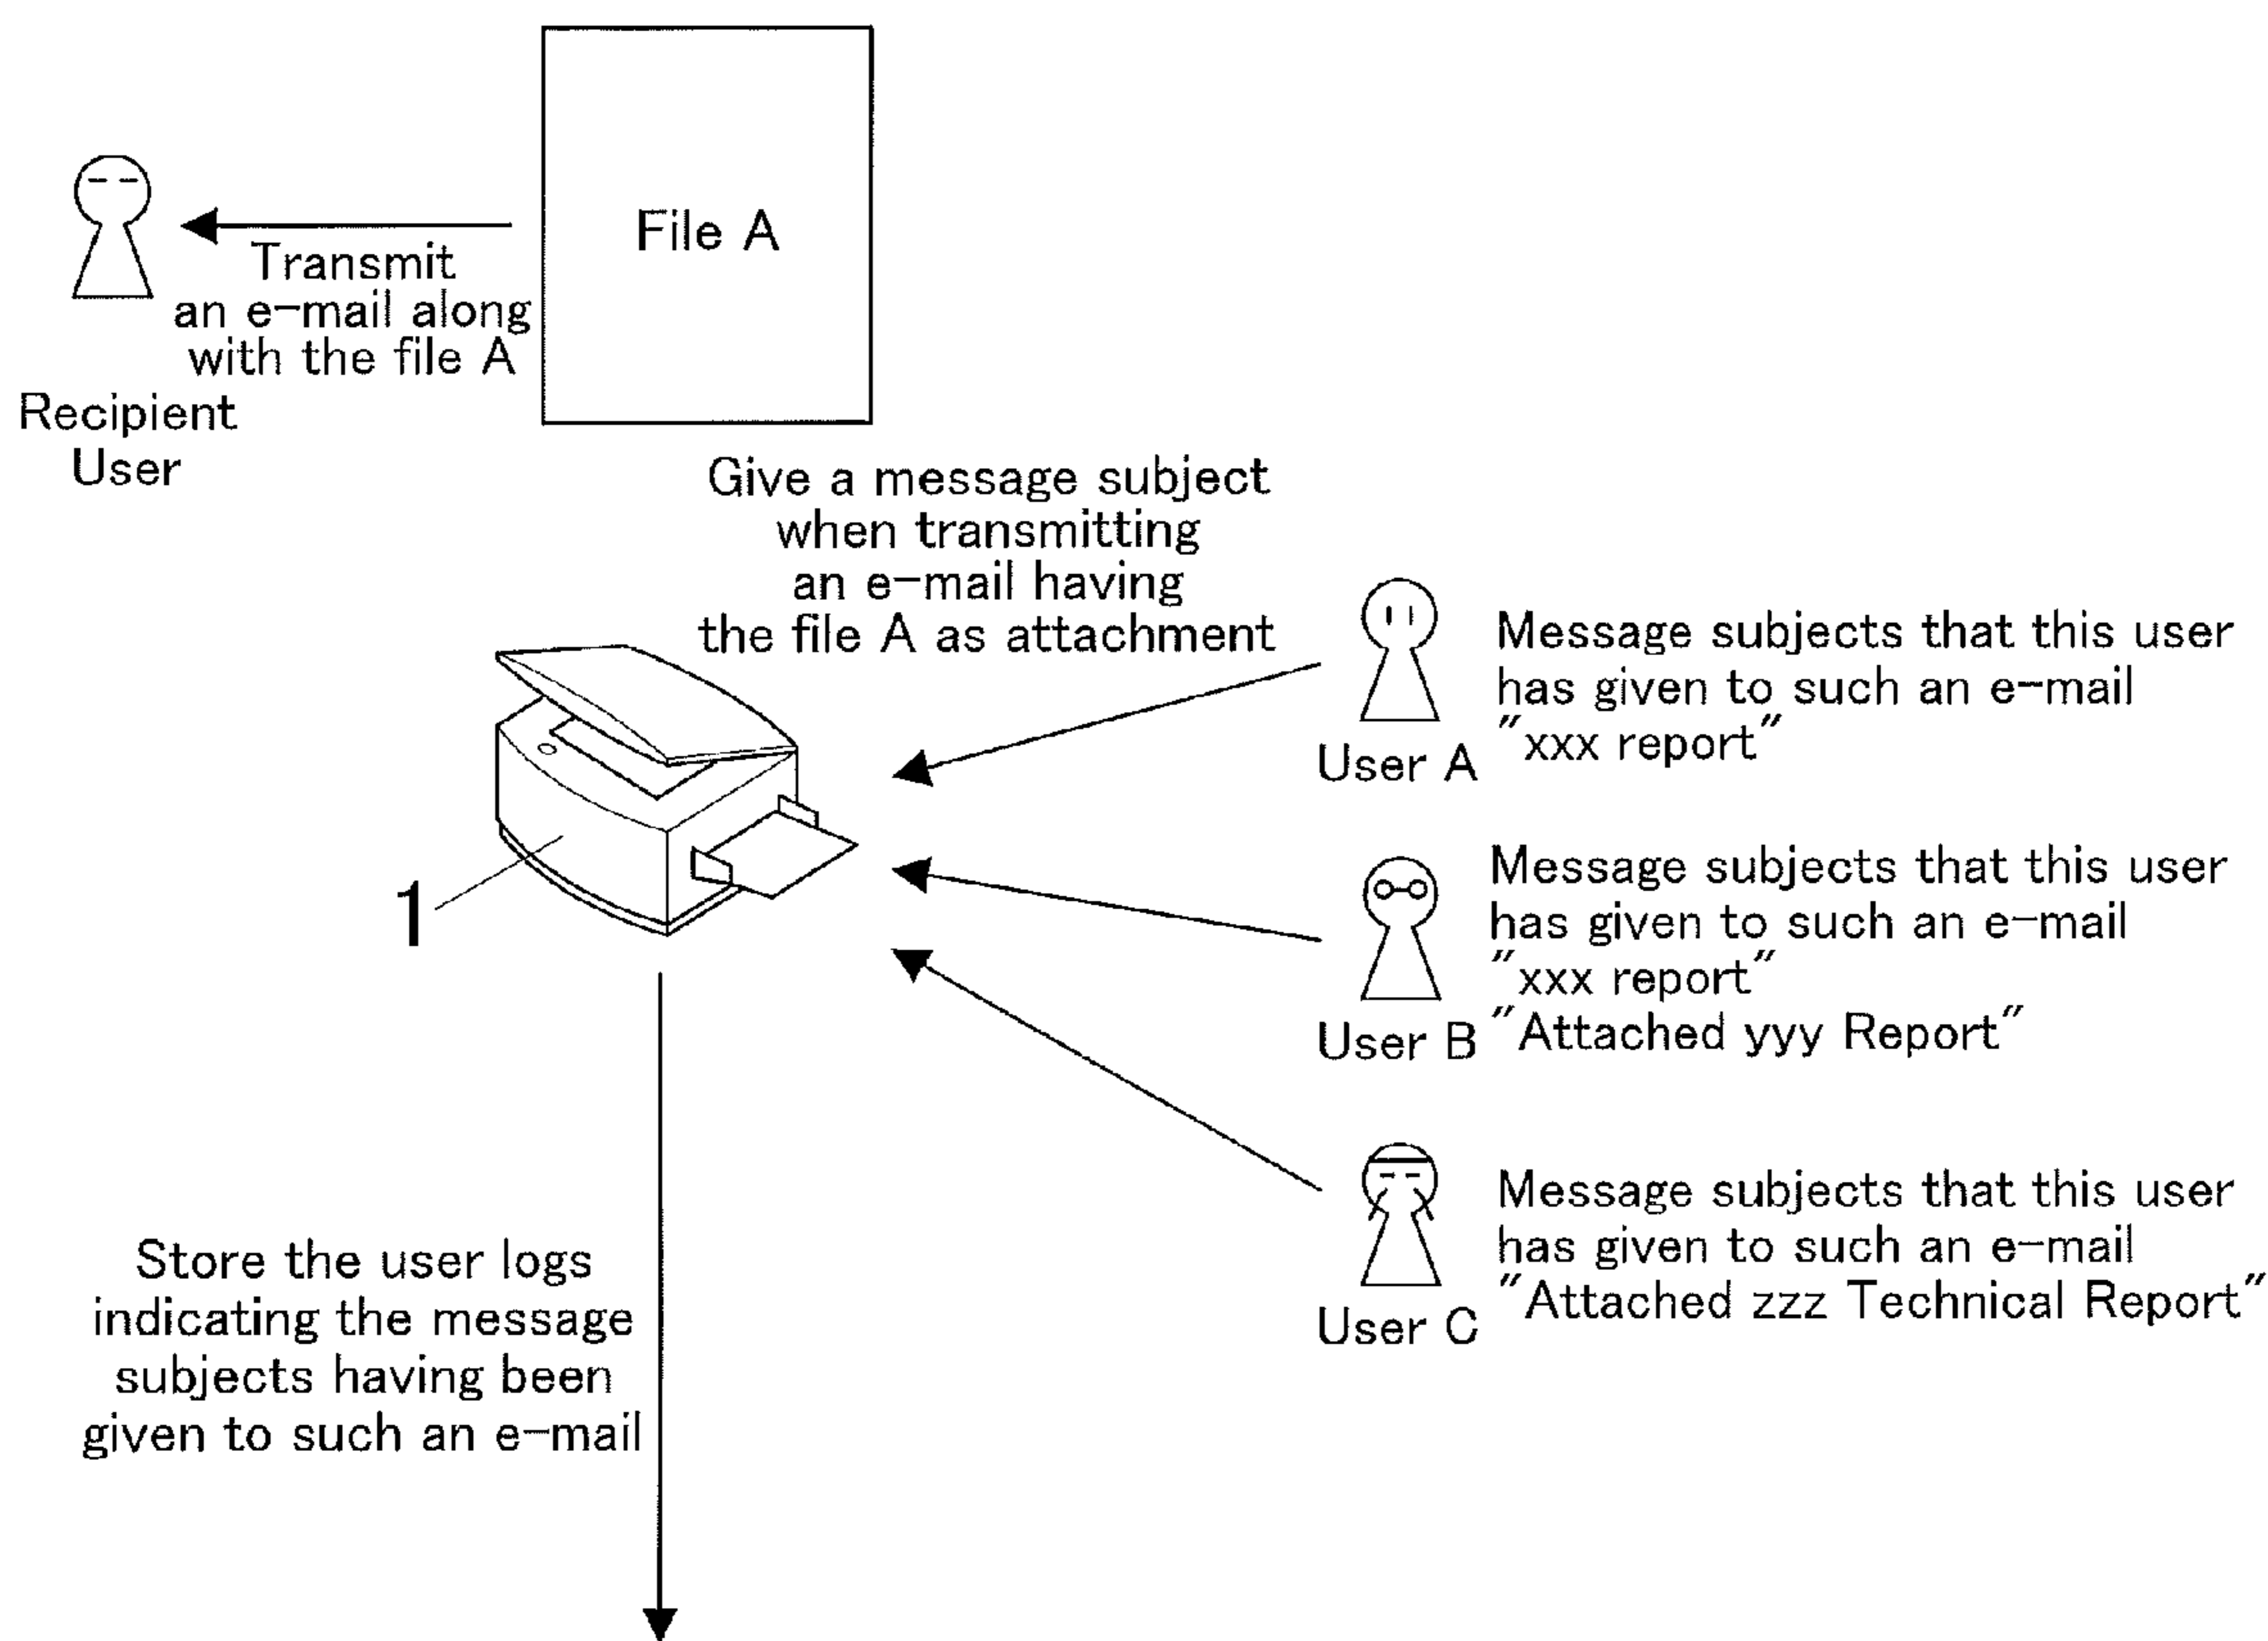 File A
Transmit
an e-mail along
with the file A
Recipient
User
Give a message subject
when transmitting
an e-mail having
the file A as attachment
Message subjects that this user
has given to such an e-mail
"xxx report"
User A
1
Message subjects that this user
has given to such an e-mail
"xxx report"
"Attached yyy Report"
User B
Message subjects that this user
has given to such an e-mail
"Attached zzz Technical Report"
User C
Store the user logs
indicating the message
subjects having been
given to such an e-mail